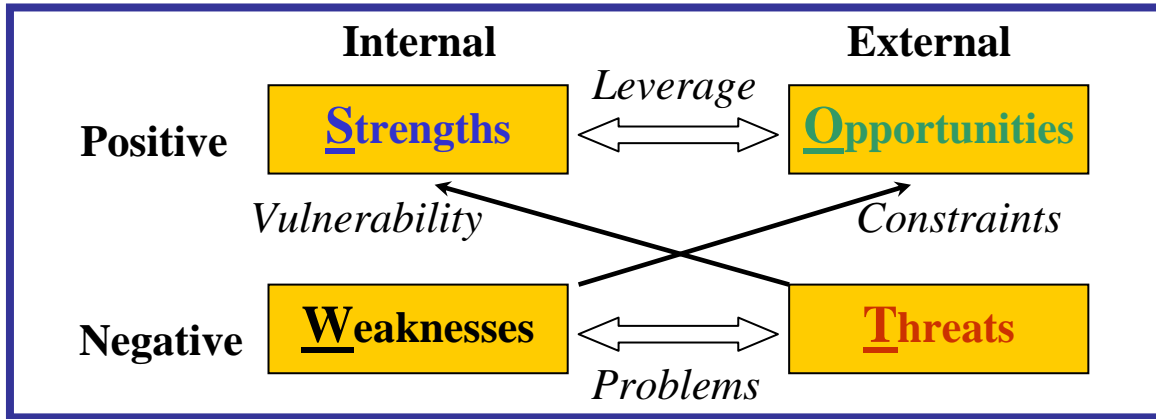 Internal External
Leverage
Positive Strengths Opportunities
Vulnerability Constraints
Negative Weaknesses Threats
Problems